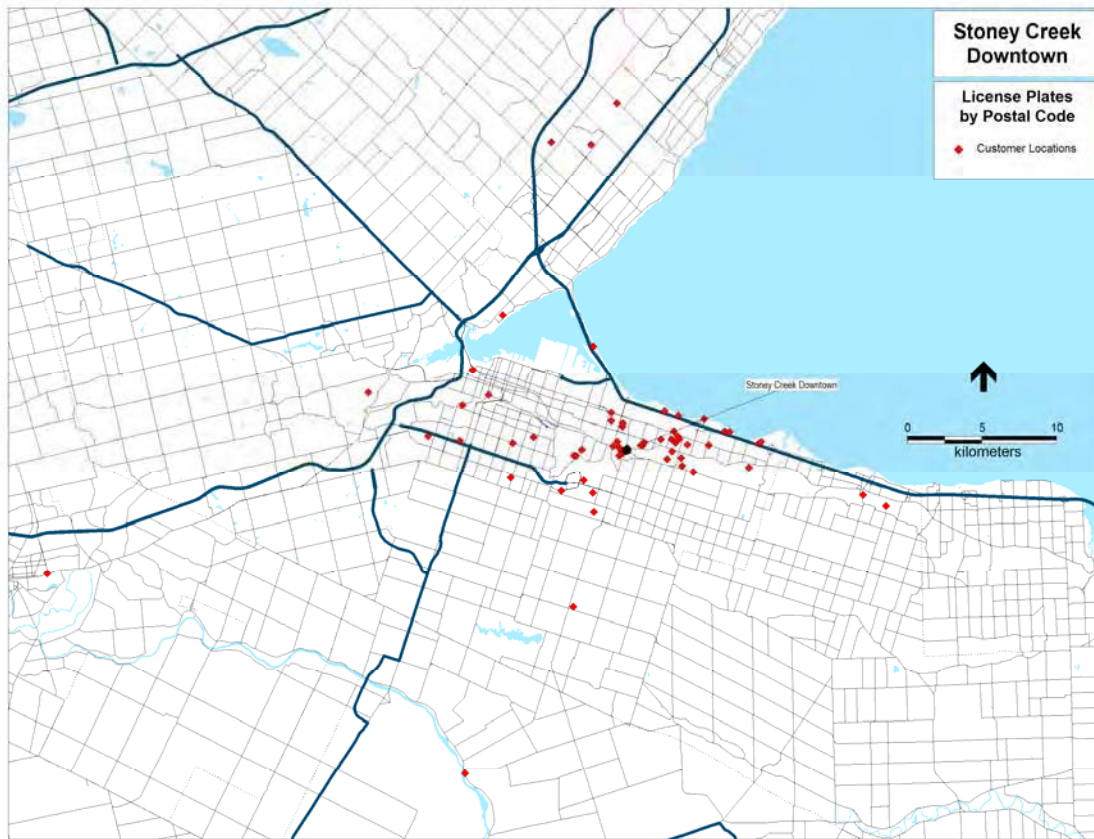 Stoney Creek
Downtown
License Plates
by Postal Code
Customer Locations
Stoney Creek Downtown
0 5 10
kilometers